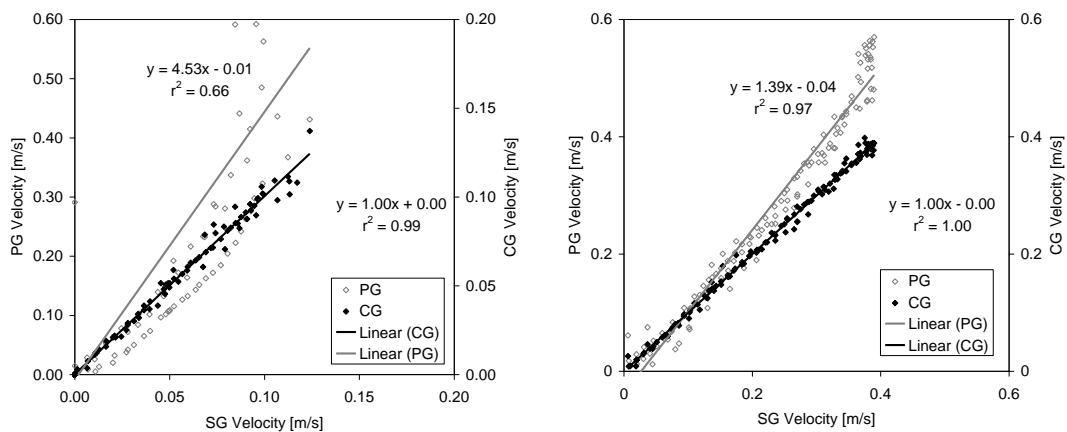 0.60
0.50
0.40
0.30
0.20
0.10
0.00
PG Velocity [m/s]
0.20
0.15
0.10
0.05
0.00
CG Velocity [m/s]
y = 4.53x - 0.01
r² = 0.66
y = 1.00x + 0.00
r² = 0.99
PG
CG
Linear (CG)
Linear (PG)
0.00
0.05
0.10
0.15
0.20
SG Velocity [m/s]
0.6
0.4
0.2
0
PG Velocity [m/s]
0.6
0.4
0.2
0
CG Velocity [m/s]
y = 1.39x - 0.04
r² = 0.97
y = 1.00x - 0.00
r² = 1.00
PG
CG
Linear (PG)
Linear (CG)
0
0.2
0.4
0.6
SG Velocity [m/s]